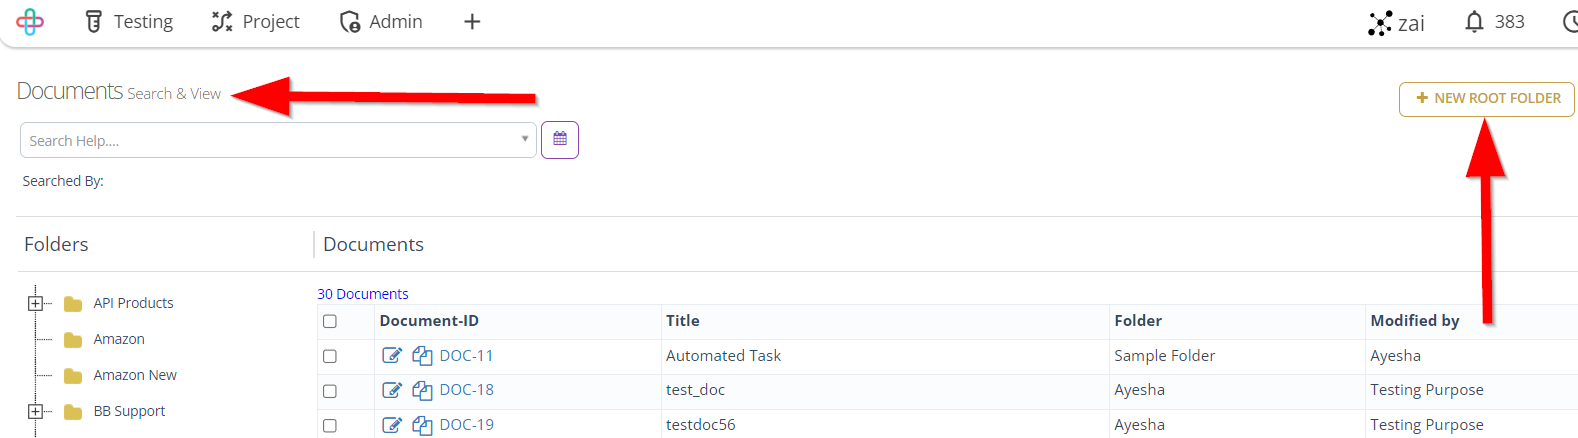 Testing Project Admin zai 383
Documents Search & View
+ NEW ROOT FOLDER
Search Help....
Searched By:
Folders Documents
30 Documents
API Products
Amazon
Amazon New
BB Support
Document-ID Title Folder Modified by
DOC-11 Automated Task Sample Folder Ayesha
DOC-18 test_doc Ayesha Testing Purpose
DOC-19 testdoc56 Ayesha Testing Purpose